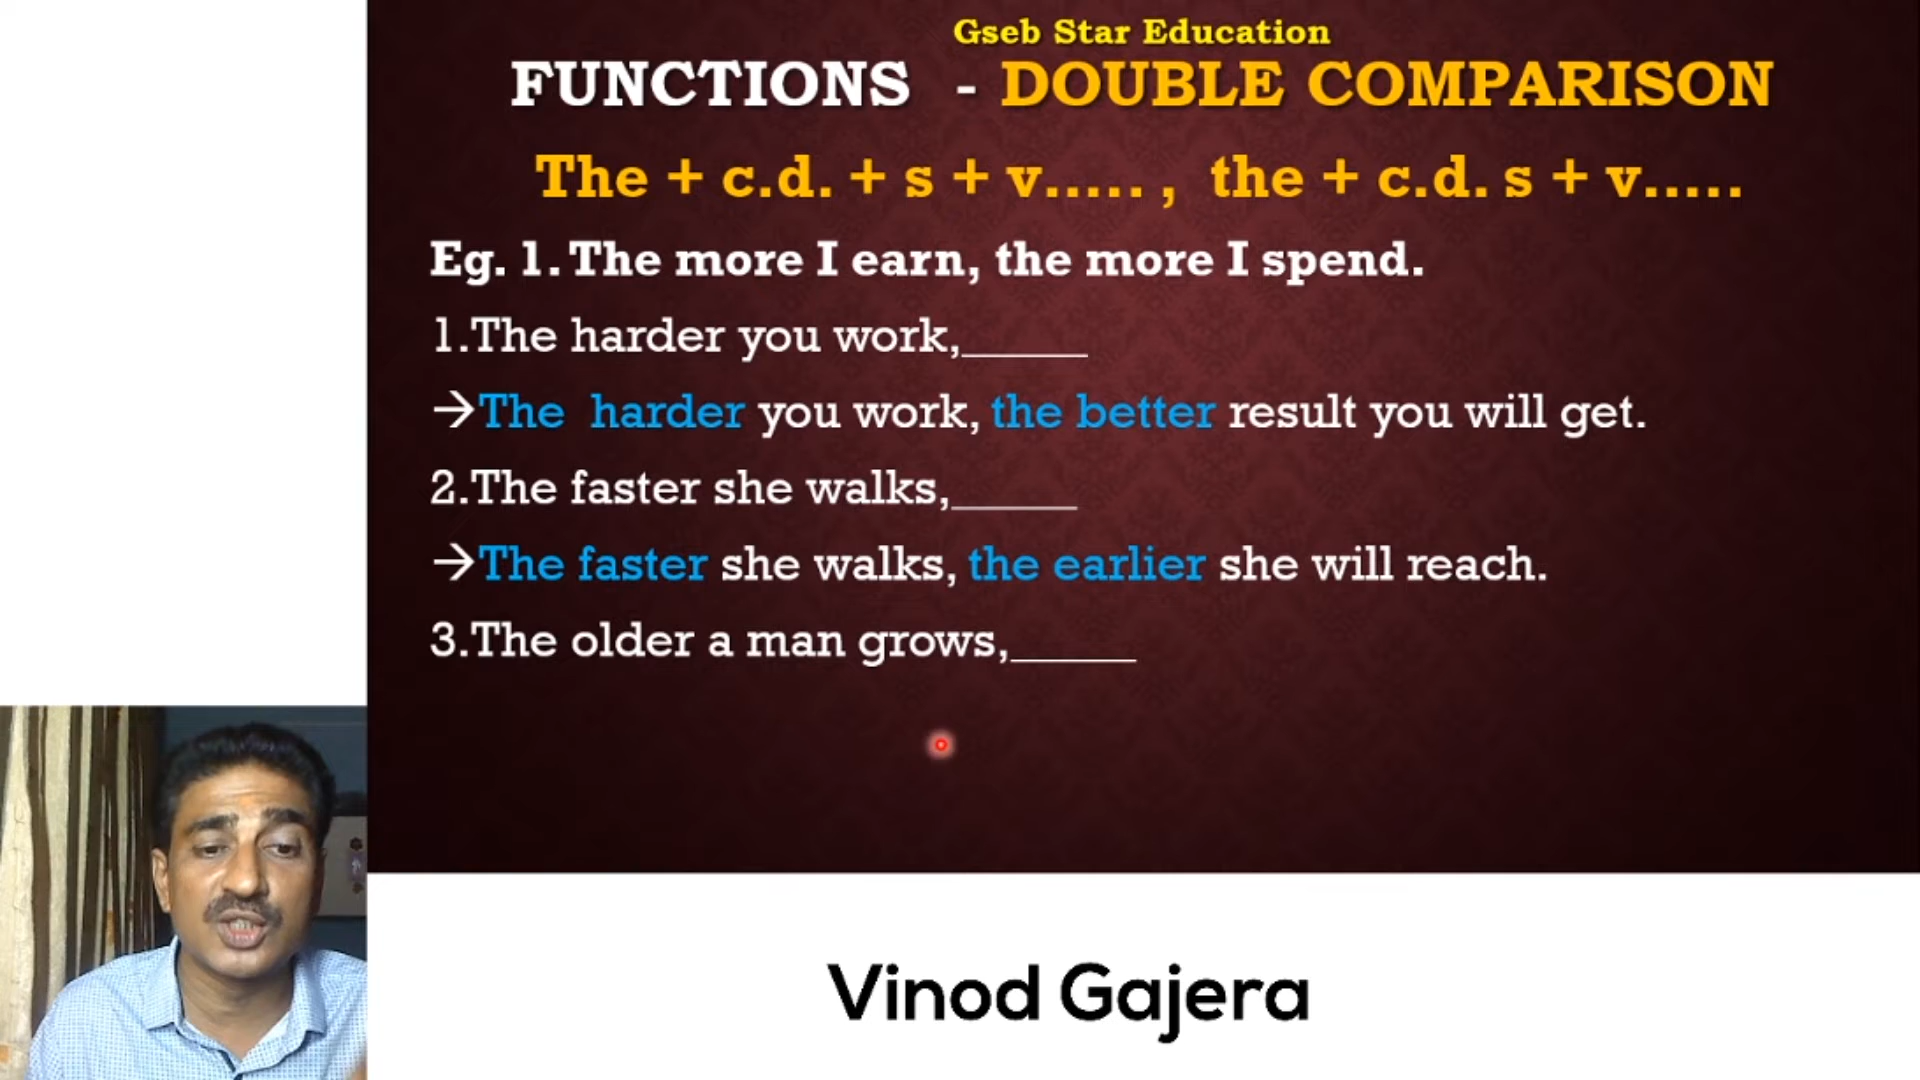 Gseb Star Education
FUNCTIONS - DOUBLE COMPARISON
The + c.d. + s + v..... , the + c.d. s + v.....
Eg. 1. The more I earn, the more I spend.
1.The harder you work,_____
→The harder you work, the better result you will get.
2.The faster she walks,_____
→The faster she walks, the earlier she will reach.
3.The older a man grows,_____
Vinod Gajera